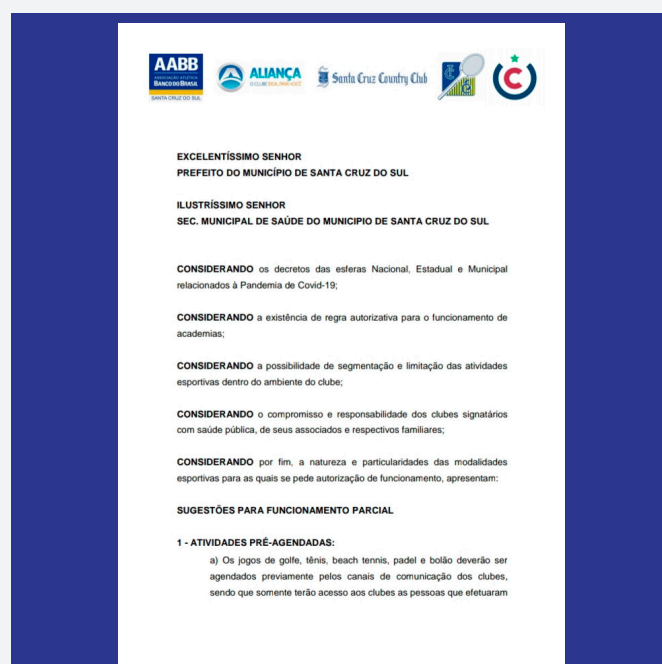 AABB
ASSOCIAÇÃO ATLÉTICA
BANCO DO BRASIL
SANTA CRUZ DO SUL
ALIANÇA
Santa Cruz Country Club
EXCELENTÍSSIMO SENHOR
PREFEITO DO MUNICÍPIO DE SANTA CRUZ DO SUL
ILUSTRÍSSIMO SENHOR
SEC. MUNICIPAL DE SAÚDE DO MUNICIPIO DE SANTA CRUZ DO SUL
CONSIDERANDO os decretos das esferas Nacional, Estadual e Municipal
relacionados à Pandemia de Covid-19;
CONSIDERANDO a existência de regra autorizativa para o funcionamento de
academias;
CONSIDERANDO a possibilidade de segmentação e limitação das atividades
esportivas dentro do ambiente do clube;
CONSIDERANDO o compromisso e responsabilidade dos clubes signatários
com saúde pública, de seus associados e respectivos familiares;
CONSIDERANDO por fim, a natureza e particularidades das modalidades
esportivas para as quais se pede autorização de funcionamento, apresentam:
SUGESTÕES PARA FUNCIONAMENTO PARCIAL
1 - ATIVIDADES PRÉ-AGENDADAS:
a) Os jogos de golfe, tênis, beach tennis, padel e bolão deverão ser
agendados previamente pelos canais de comunicação dos clubes,
sendo que somente terão acesso aos clubes as pessoas que efetuaram